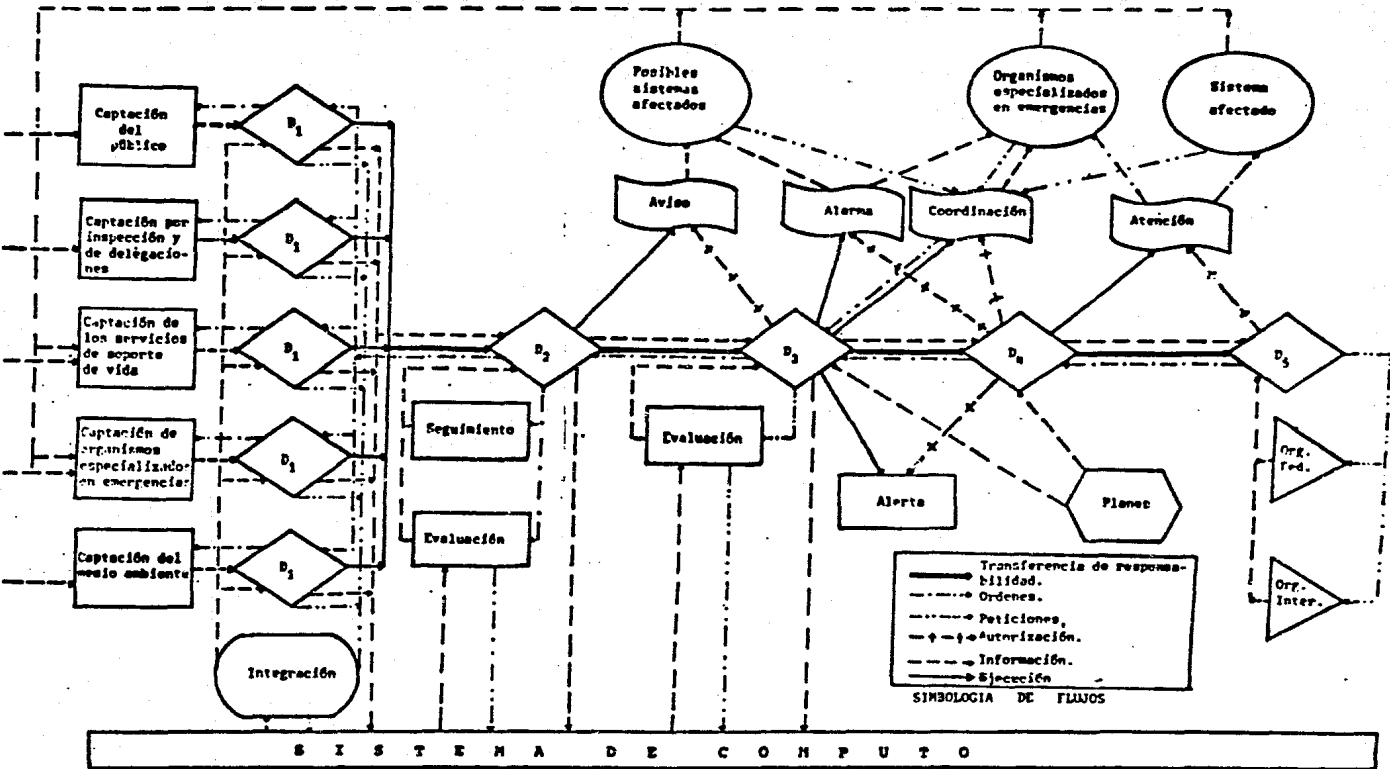 Posibles
sistemas
afectados
Organismos
especializados
en emergencias
Sistema
afectado
Captación
del
público
D1
Aviso
Alarma
Coordinación
Atención
Captación por
inspección y
de delegacio-
nes
D1
Captación de
los servicios
de soporte
de vida
D1
D2
D3
D4
D5
Seguimiento
Evaluación
Captación de
organismos
especializados
en emergencias
D1
Org.
Fed.
Alerta
Planes
Evaluación
Captación del
medio ambiente
D1
Org.
Inter.
Transferencia de responsa-
bilidad.
Ordenes.
Peticiones,
Autorización.
Información.
Ejecución
SIMBOLOGIA DE FLUJOS
Integración
S I S T E M A D E C O M P U T O